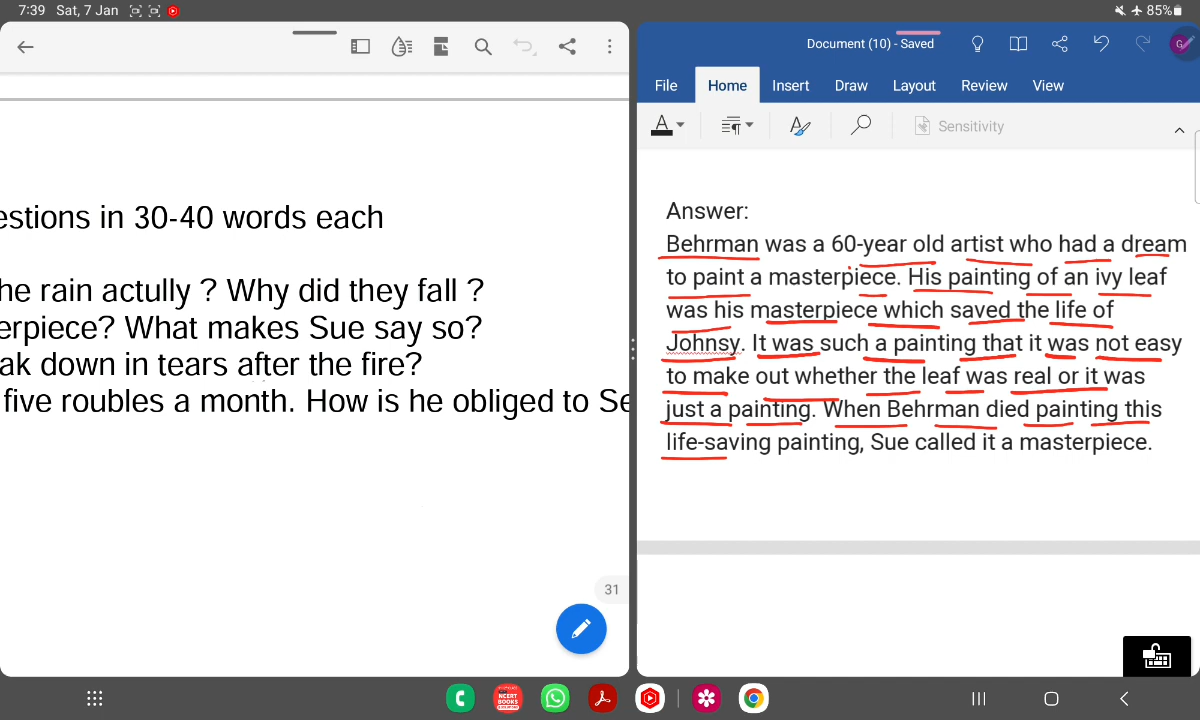 7:39 Sat, 7 Jan
85%
estions in 30-40 words each
he rain actully ? Why did they fall ?
erpiece? What makes Sue say so?
ak down in tears after the fire?
five roubles a month. How is he obliged to Se
31
Document (10) - Saved
G
File Home Insert Draw Layout Review View
A Sensitivity
Answer:
Behrman was a 60-year old artist who had a dream
to paint a masterpiece. His painting of an ivy leaf
was his masterpiece which saved the life of
Johnsy. It was such a painting that it was not easy
to make out whether the leaf was real or it was
just a painting. When Behrman died painting this
life-saving painting, Sue called it a masterpiece.
NCERT
BOOKS